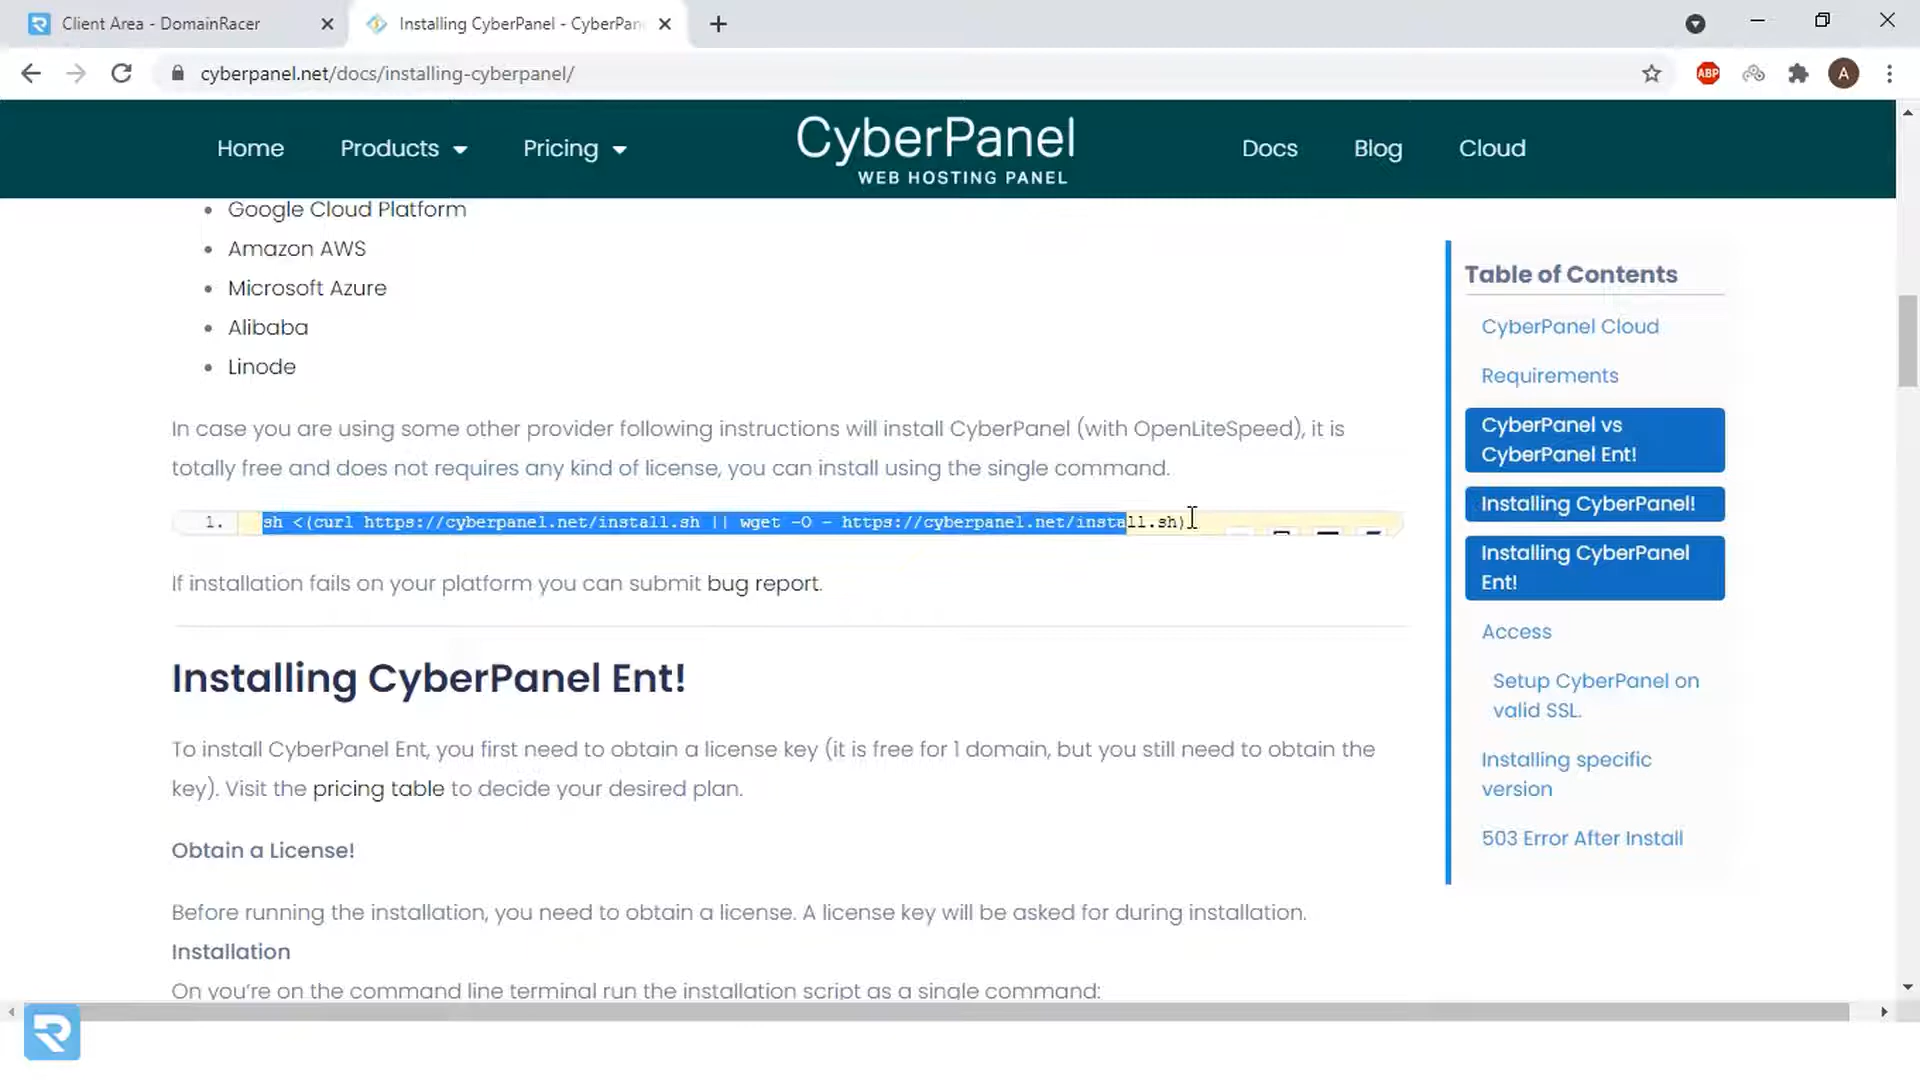 Client Area - DomainRacer
Installing CyberPanel - CyberPan
cyberpanel.net/docs/installing-cyberpanel/
ABP
A
Home
Products
Pricing
CyberPanel
WEB HOSTING PANEL
Docs
Blog
Cloud
Google Cloud Platform
Amazon AWS
Microsoft Azure
Alibaba
Linode
In case you are using some other provider following instructions will install CyberPanel (with OpenLiteSpeed), it is
totally free and does not requires any kind of license, you can install using the single command.
1. sh <(curl https://cyberpanel.net/install.sh || wget -O - https://cyberpanel.net/install.sh)
If installation fails on your platform you can submit bug report.
Installing CyberPanel Ent!
To install CyberPanel Ent, you first need to obtain a license key (it is free for 1 domain, but you still need to obtain the
key). Visit the pricing table to decide your desired plan.
Obtain a License!
Before running the installation, you need to obtain a license. A license key will be asked for during installation.
Installation
On you’re on the command line terminal run the installation script as a single command:
Table of Contents
CyberPanel Cloud
Requirements
CyberPanel vs
CyberPanel Ent!
Installing CyberPanel!
Installing CyberPanel
Ent!
Access
Setup CyberPanel on
valid SSL.
Installing specific
version
503 Error After Install